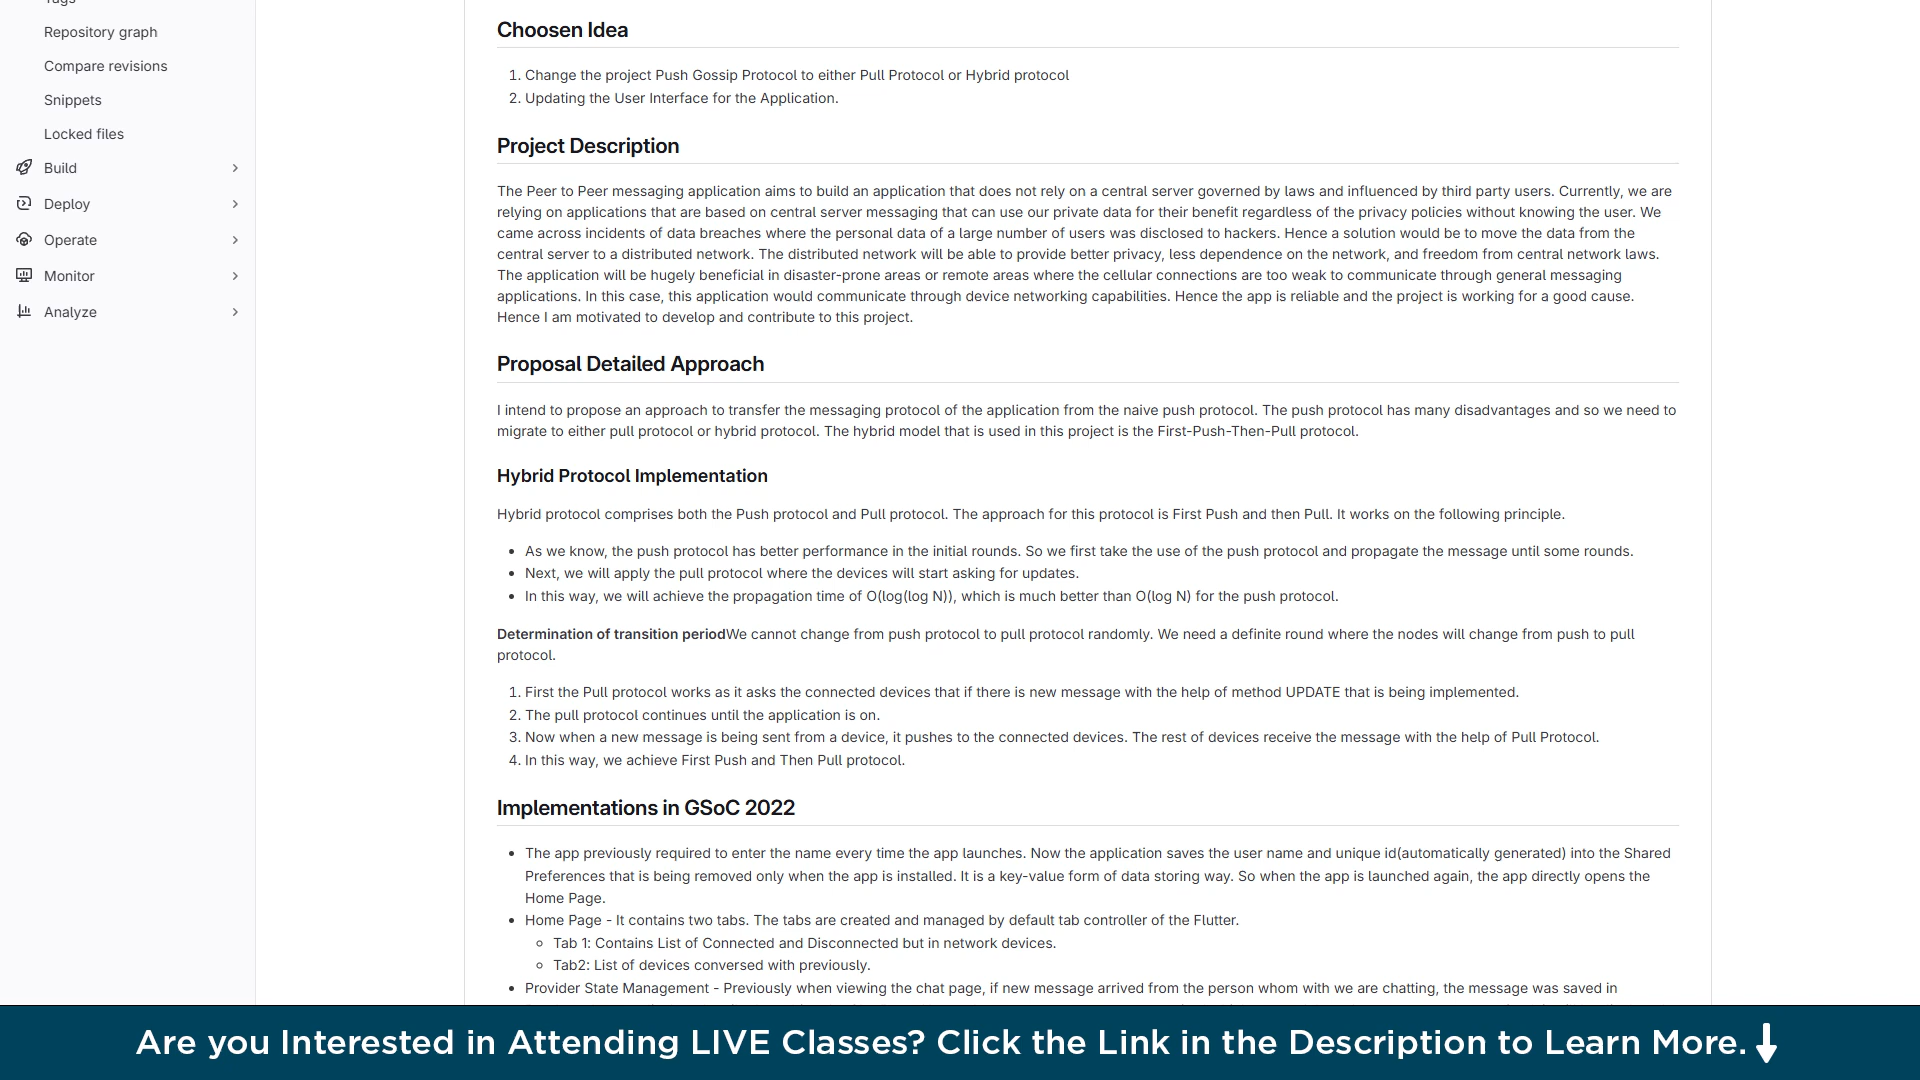 Tags
Repository graph
Compare revisions
Snippets
Locked files
Build
Deploy
Operate
Monitor
Analyze
Choosen Idea
1. Change the project Push Gossip Protocol to either Pull Protocol or Hybrid protocol
2. Updating the User Interface for the Application.
Project Description
The Peer to Peer messaging application aims to build an application that does not rely on a central server governed by laws and influenced by third party users. Currently, we are
relying on applications that are based on central server messaging that can use our private data for their benefit regardless of the privacy policies without knowing the user. We
came across incidents of data breaches where the personal data of a large number of users was disclosed to hackers. Hence a solution would be to move the data from the
central server to a distributed network. The distributed network will be able to provide better privacy, less dependence on the network, and freedom from central network laws.
The application will be hugely beneficial in disaster-prone areas or remote areas where the cellular connections are too weak to communicate through general messaging
applications. In this case, this application would communicate through device networking capabilities. Hence the app is reliable and the project is working for a good cause.
Hence I am motivated to develop and contribute to this project.
Proposal Detailed Approach
I intend to propose an approach to transfer the messaging protocol of the application from the naive push protocol. The push protocol has many disadvantages and so we need to
migrate to either pull protocol or hybrid protocol. The hybrid model that is used in this project is the First-Push-Then-Pull protocol.
Hybrid Protocol Implementation
Hybrid protocol comprises both the Push protocol and Pull protocol. The approach for this protocol is First Push and then Pull. It works on the following principle.
• As we know, the push protocol has better performance in the initial rounds. So we first take the use of the push protocol and propagate the message until some rounds.
• Next, we will apply the pull protocol where the devices will start asking for updates.
• In this way, we will achieve the propagation time of O(log(log N)), which is much better than O(log N) for the push protocol.
Determination of transition periodWe cannot change from push protocol to pull protocol randomly. We need a definite round where the nodes will change from push to pull
protocol.
1. First the Pull protocol works as it asks the connected devices that if there is new message with the help of method UPDATE that is being implemented.
2. The pull protocol continues until the application is on.
3. Now when a new message is being sent from a device, it pushes to the connected devices. The rest of devices receive the message with the help of Pull Protocol.
4. In this way, we achieve First Push and Then Pull protocol.
Implementations in GSoC 2022
• The app previously required to enter the name every time the app launches. Now the application saves the user name and unique id(automatically generated) into the Shared
Preferences that is being removed only when the app is installed. It is a key-value form of data storing way. So when the app is launched again, the app directly opens the
Home Page.
• Home Page - It contains two tabs. The tabs are created and managed by default tab controller of the Flutter.
◦ Tab 1: Contains List of Connected and Disconnected but in network devices.
◦ Tab2: List of devices conversed with previously.
• Provider State Management - Previously when viewing the chat page, if new message arrived from the person whom with we are chatting, the message was saved in
Are you Interested in Attending LIVE Classes? Click the Link in the Description to Learn More.